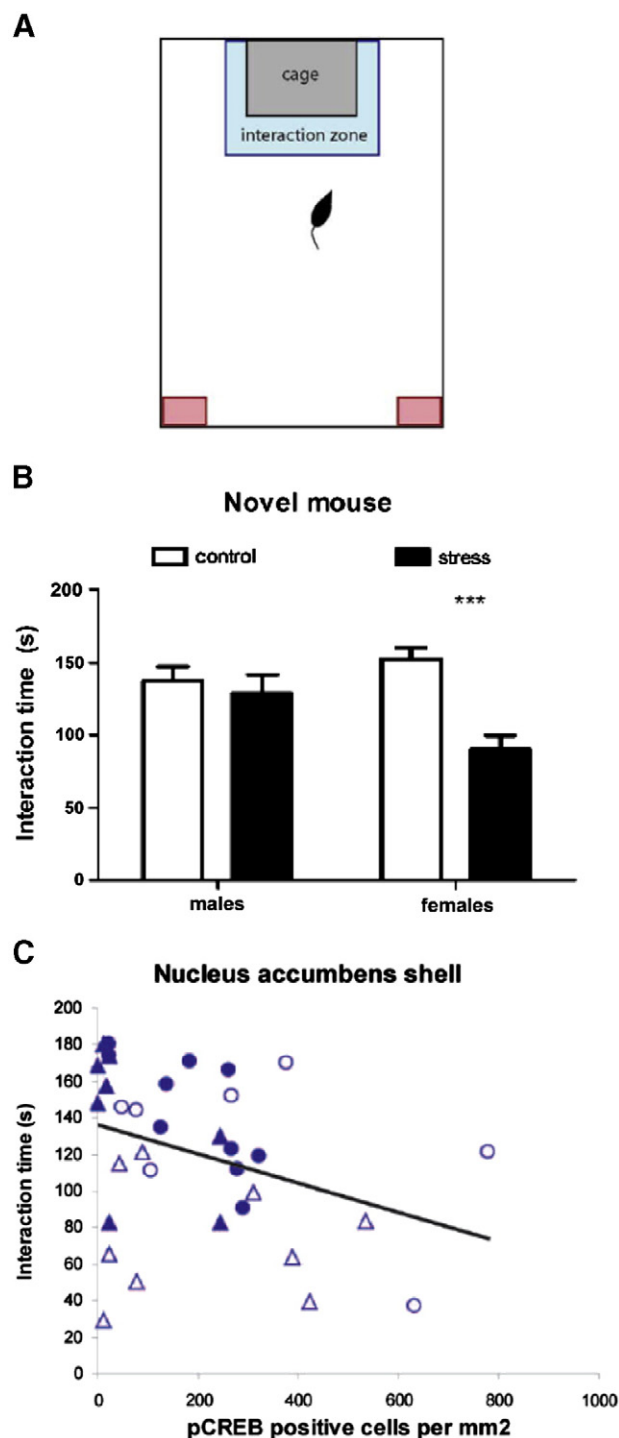 A
cage
interaction zone
B
Novel mouse
control stress
***
200
150
100
50
0
Interaction time (s)
males females
C
Nucleus accumbens shell
200
180
160
140
120
100
80
60
40
20
0
Interaction time (s)
0 200 400 600 800 1000
pCREB positive cells per mm2